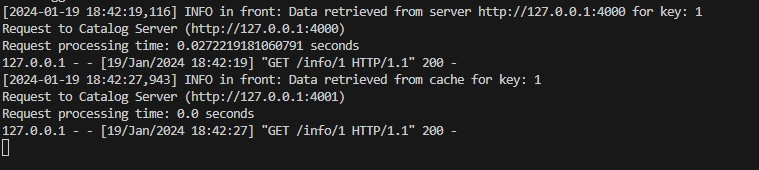 [2024-01-19 18:42:19,116] INFO in front: Data retrieved from server http://127.0.0.1:4000 for key: 1
Request to Catalog Server (http://127.0.0.1:4000)
Request processing time: 0.0272219181060791 seconds
127.0.0.1 - - [19/Jan/2024 18:42:19] "GET /info/1 HTTP/1.1" 200 -
[2024-01-19 18:42:27,943] INFO in front: Data retrieved from cache for key: 1
Request to Catalog Server (http://127.0.0.1:4001)
Request processing time: 0.0 seconds
127.0.0.1 - - [19/Jan/2024 18:42:27] "GET /info/1 HTTP/1.1" 200 -